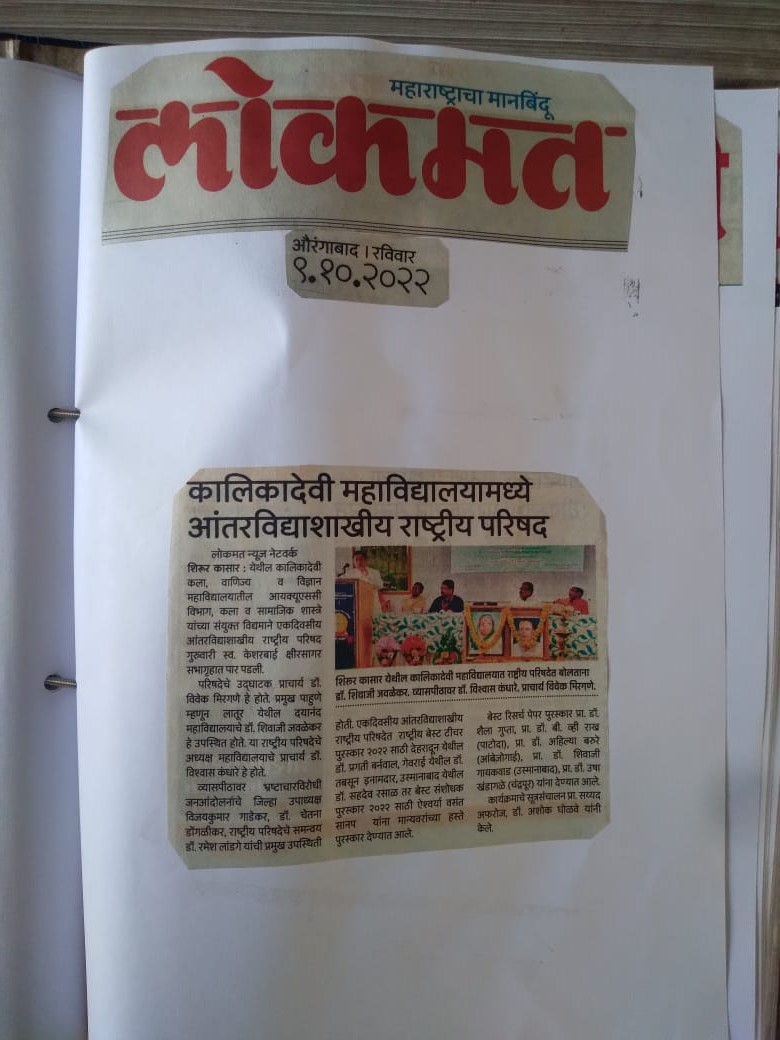 महाराष्ट्राचा मानबिंदू
लोकमत
औरंगाबाद । रविवार
९.१०.२०२२
कालिकादेवी महाविद्यालयामध्ये
आंतरविद्याशाखीय राष्ट्रीय परिषद
लोकमत न्यूज नेटवर्क
शिरूर कासार : येथील कालिकादेवी
कला, वाणिज्य व विज्ञान
महाविद्यालयातील आयक्यूएससी
विभाग, कला व सामाजिक शास्त्रे
यांच्या संयुक्त विद्यमाने एकदिवसीय
आंतरविद्याशाखीय राष्ट्रीय परिषद
गुरुवारी स्व. केशरबाई क्षीरसागर
सभागृहात पार पडली.
परिषदेचे उद्घाटक प्राचार्य डॉ.
विवेक मिरगणे हे होते. प्रमुख पाहुणे
म्हणून लातूर येथील दयानंद
महाविद्यालयाचे डॉ. शिवाजी जवळेकर
हे उपस्थित होते. या राष्ट्रीय परिषदेचे
अध्यक्ष महाविद्यालयाचे प्राचार्य डॉ.
विश्वास कंधारे हे होते.
व्यासपीठावर भ्रष्टाचारविरोधी
जनआंदोलनाचे जिल्हा उपाध्यक्ष
विजयकुमार गाडेकर, डॉ. चेतना
डोंगळीकर, राष्ट्रीय परिषदेचे समन्वय
डॉ. रमेश लांडगे यांची प्रमुख उपस्थिती
शिरूर कासार येथील कालिकादेवी महाविद्यालयात राष्ट्रीय परिषदेत बोलताना
डॉ. शिवाजी जवळेकर. व्यासपीठावर डॉ. विश्वास कंधारे, प्राचार्य विवेक मिरगणे.
होती. एकदिवसीय आंतरविद्याशाखीय
राष्ट्रीय परिषदेत राष्ट्रीय बेस्ट टीचर
पुरस्कार २०२२ साठी देहरादून येथील
डॉ. प्रगती बर्नवाल, गेवराई येथील डॉ.
तबसून इनामदार, उस्मानाबाद येथील
डॉ. सहदेव रसाळ तर बेस्ट संशोधक
पुरस्कार २०२२ साठी ऐश्वर्या वसंत
सानप यांना मान्यवरांच्या हस्ते
पुरस्कार देण्यात आले.
बेस्ट रिसर्च पेपर पुरस्कार प्रा. डॉ.
शैला गुप्ता, प्रा. डॉ. बी. व्ही राख
(पाटोदा), प्रा. डॉ. अहिल्या बरुरे
(आंबेजोगाई), प्रा. डॉ. शिवाजी
गायकवाड (उस्मानाबाद), प्रा. डॉ. उषा
खंडागळे (चंद्रपूर) यांना देण्यात आले.
कार्यक्रमाचे सूत्रसंचालन प्रा. सय्यद
अफरोज, डॉ. अशोक घोळवे यांनी
केले.